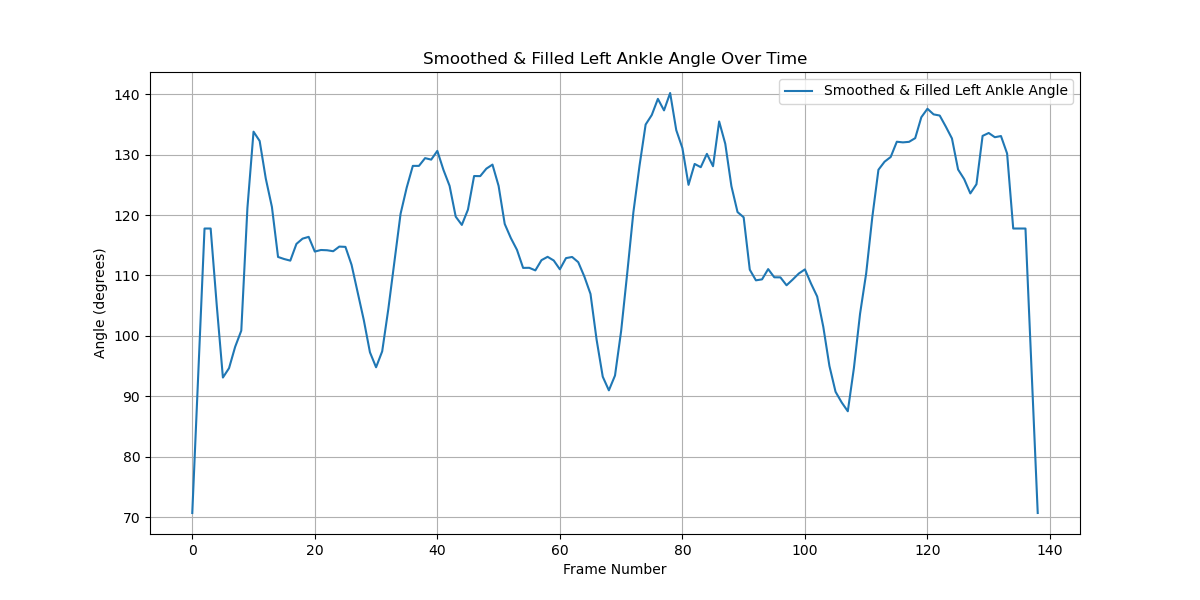 Smoothed & Filled Left Ankle Angle Over Time
Smoothed & Filled Left Ankle Angle
Angle (degrees)
140
130
120
110
100
90
80
70
0 20 40 60 80 100 120 140
Frame Number